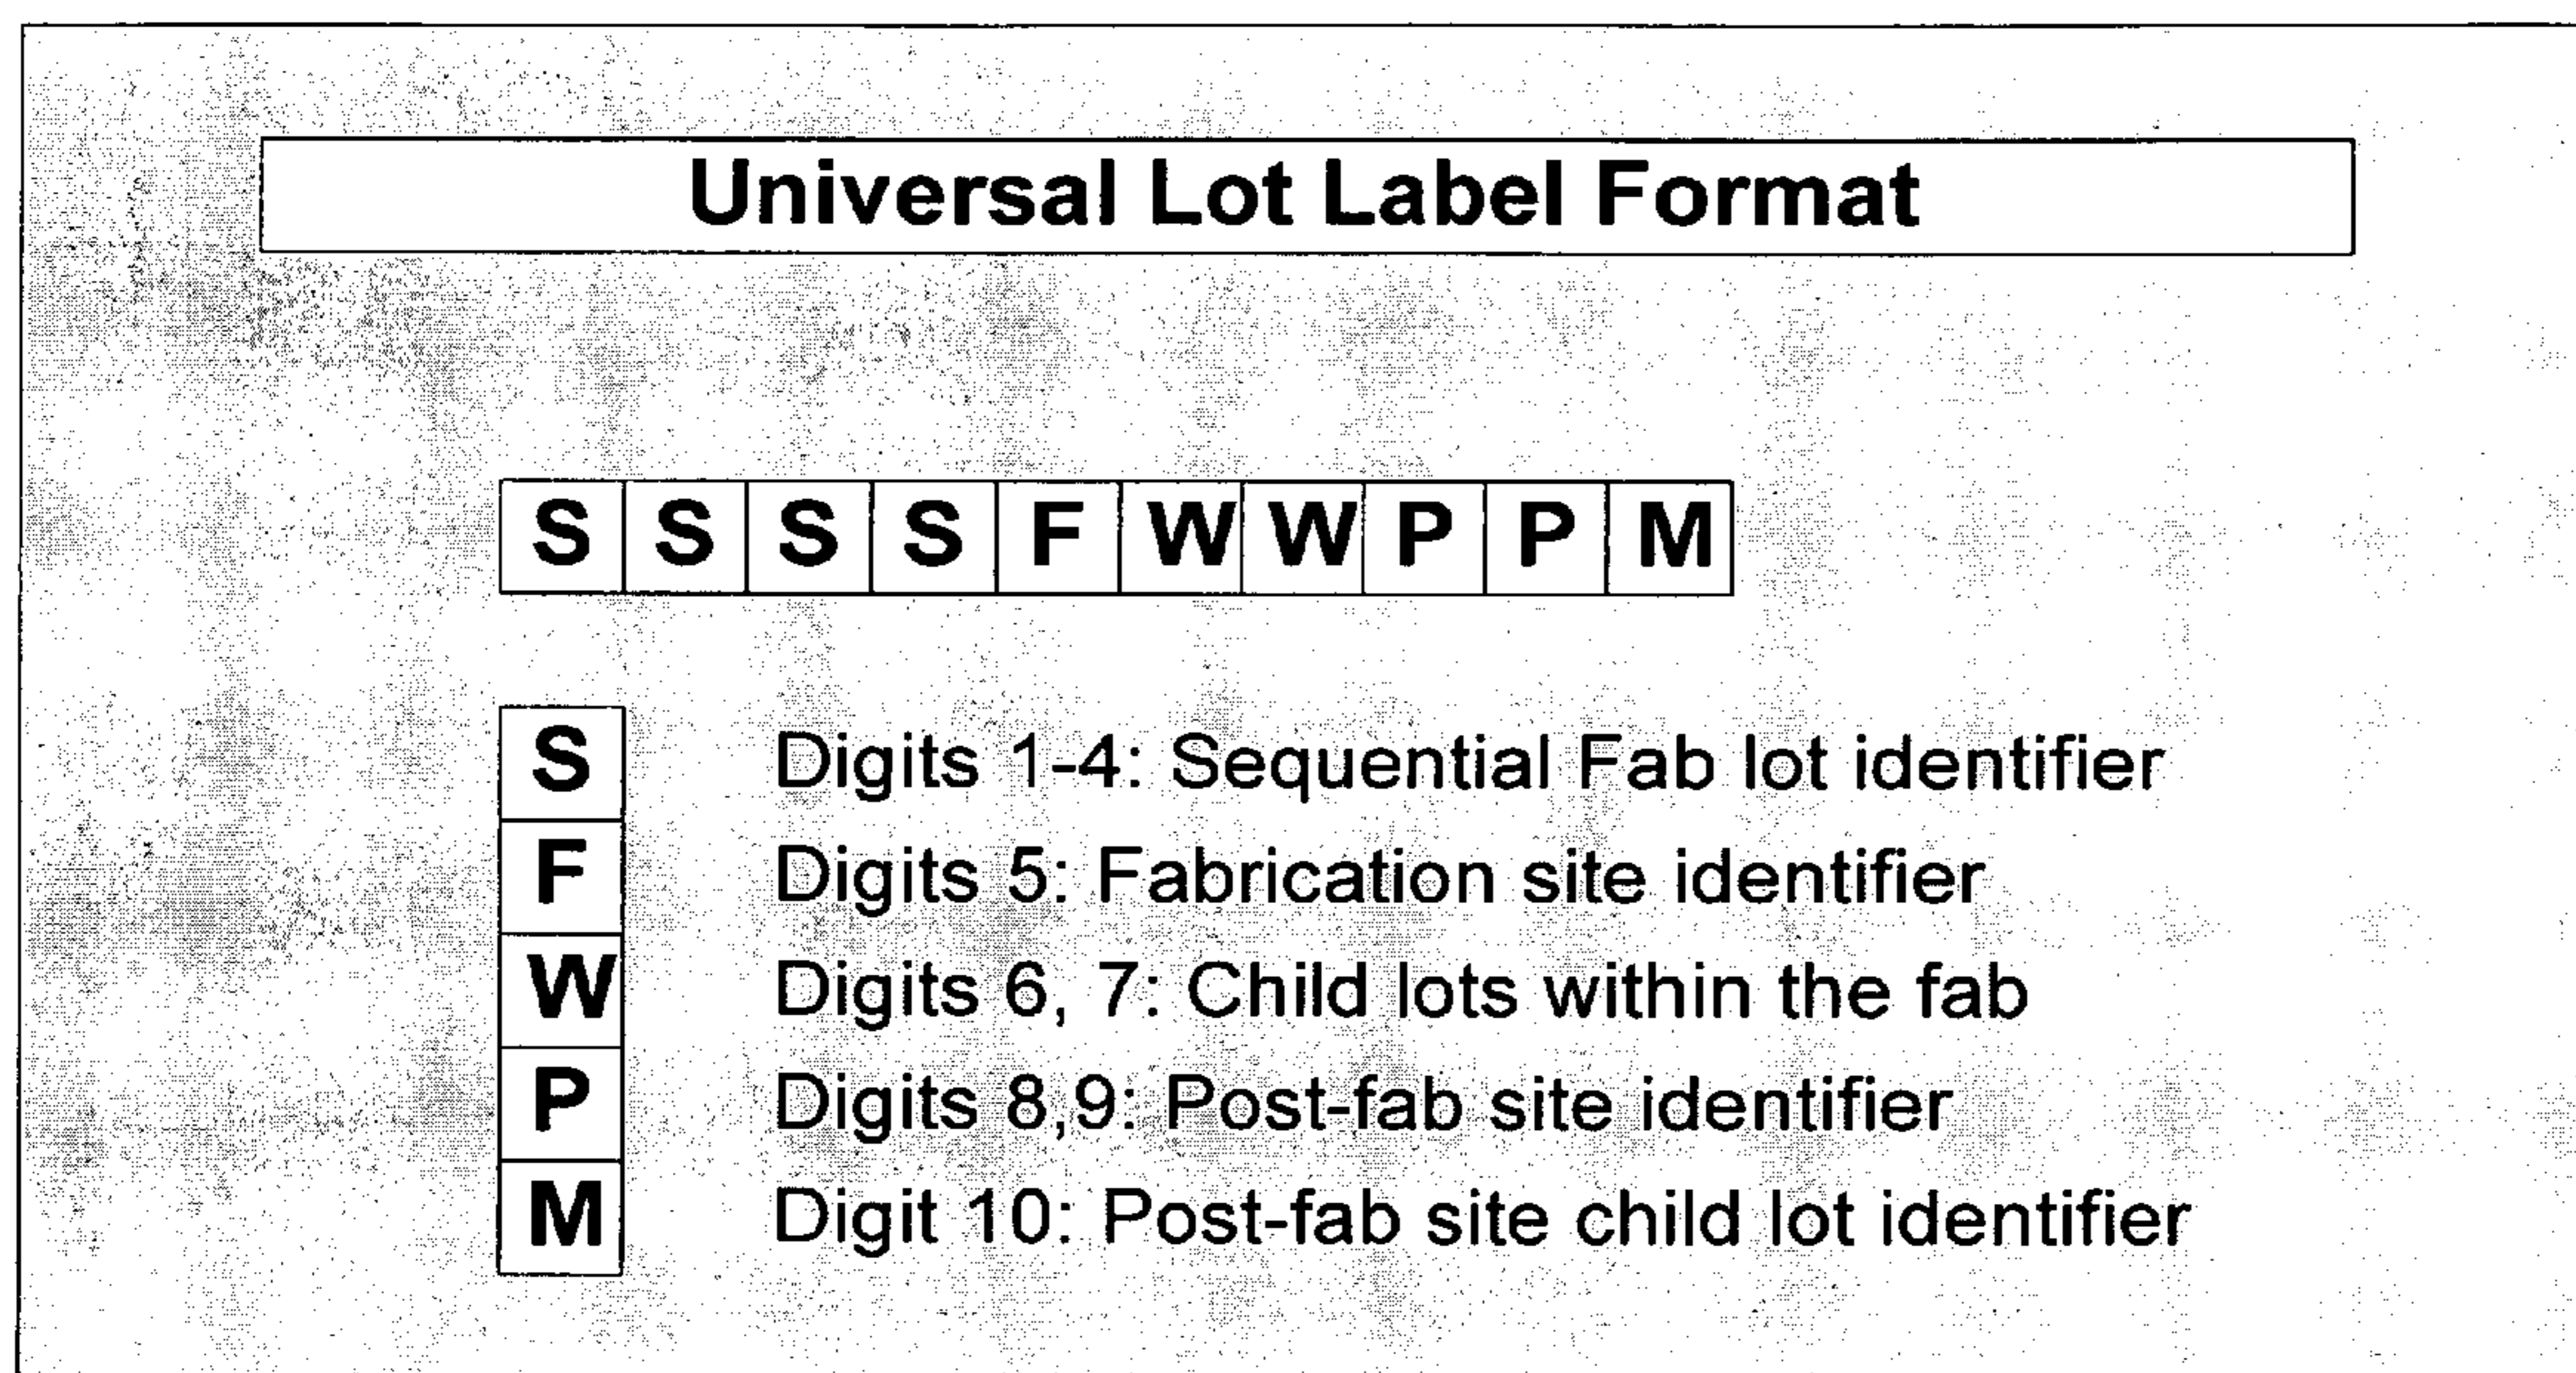 Universal Lot Label Format
S S S S F W W P P M
S Digits 1-4: Sequential Fab lot identifier
F Digits 5: Fabrication site identifier
W Digits 6, 7: Child lots within the fab
P Digits 8,9: Post-fab site identifier
M Digit 10: Post-fab site child lot identifier